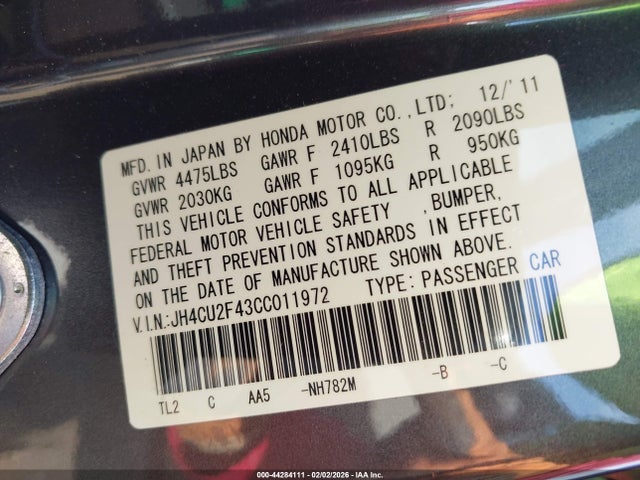 MFD. IN JAPAN BY HONDA MOTOR CO.,LTD; 12/'11
GVWR 4475LBS GAWR F 2410LBS R 2090LBS
GVWR 2030KG GAWR F 1095KG R 950KG
THIS VEHICLE CONFORMS TO ALL APPLICABLE
FEDERAL MOTOR VEHICLE SAFETY ,BUMPER,
AND THEFT PREVENTION STANDARDS IN EFFECT
ON THE DATE OF MANUFACTURE SHOWN ABOVE.
V.I.N.:JH4CU2F43CC011972 TYPE: PASSENGER CAR
TL2 C AA5 -NH782M -B -C
000-44284111 - 02/02/2026 - IAA Inc.